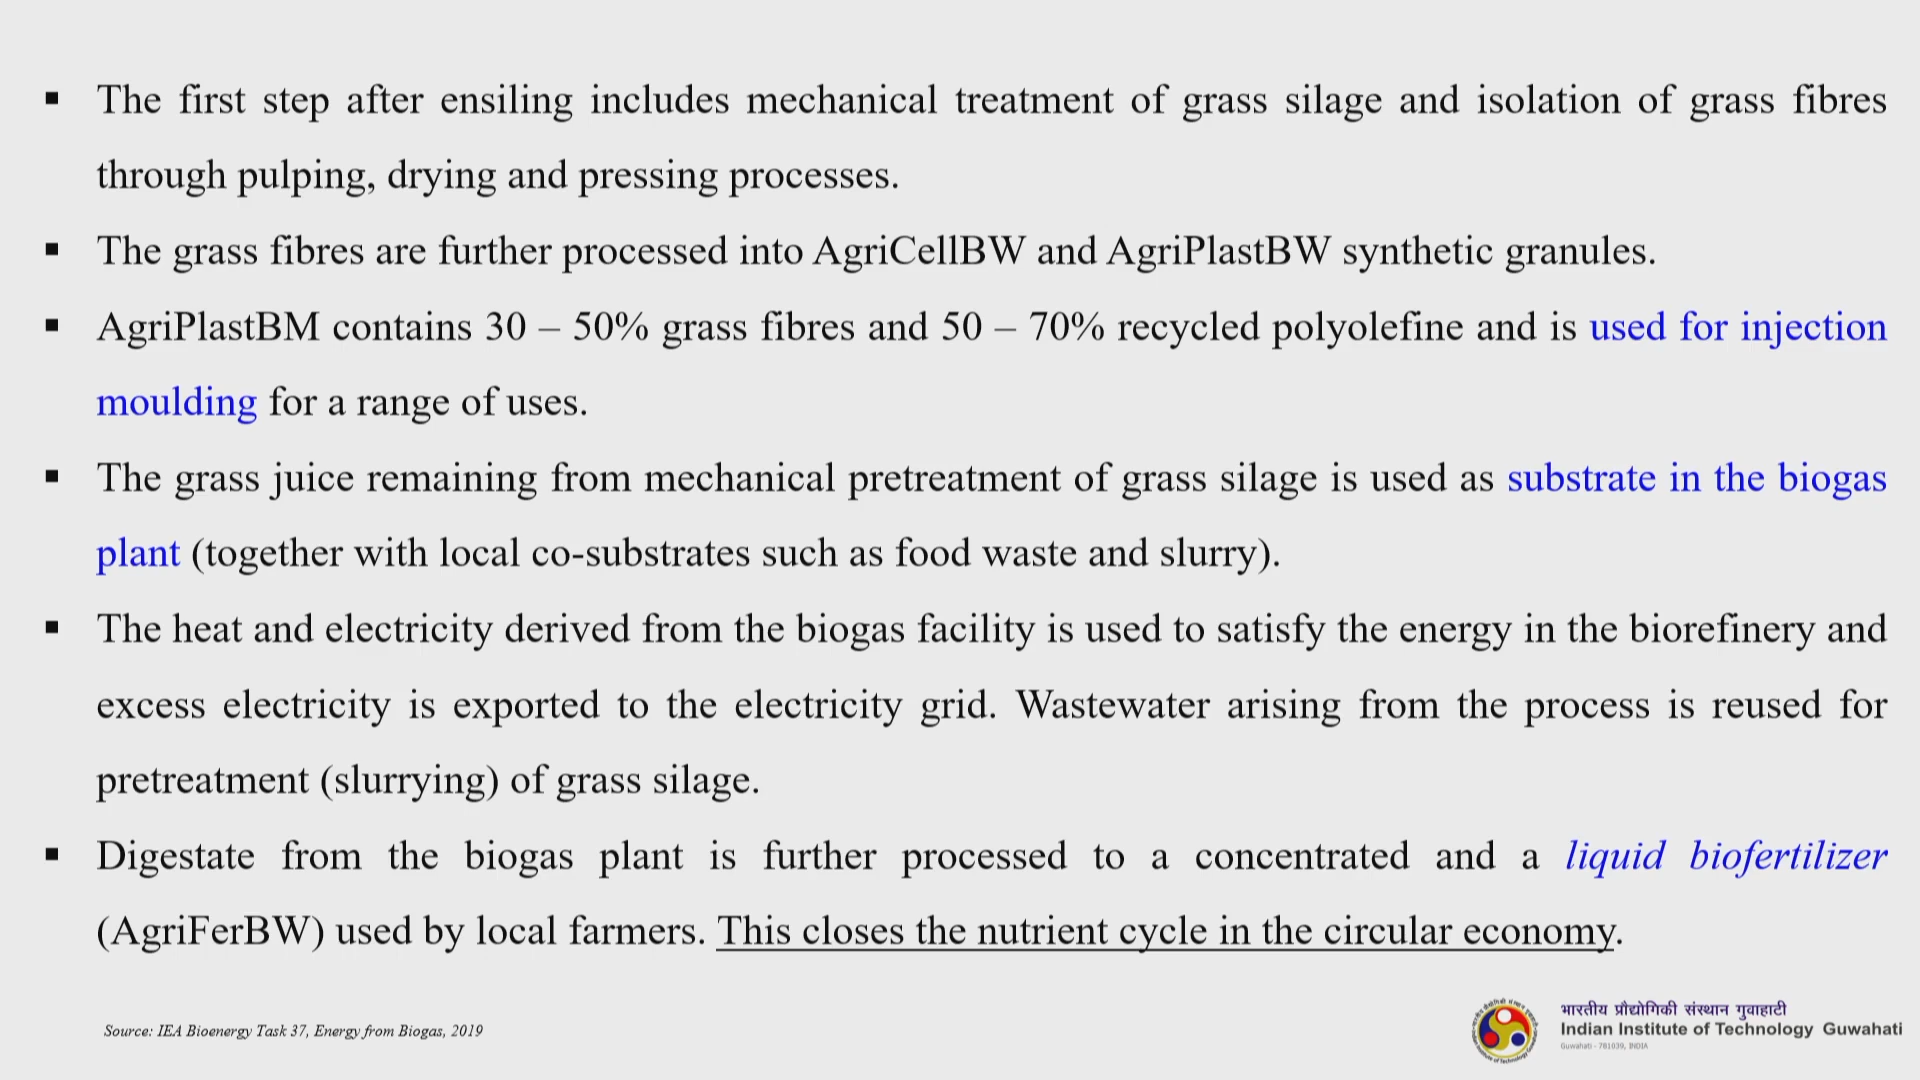 ▪ The first step after ensiling includes mechanical treatment of grass silage and isolation of grass fibres
through pulping, drying and pressing processes.
▪ The grass fibres are further processed into AgriCellBW and AgriPlastBW synthetic granules.
▪ AgriPlastBM contains 30 – 50% grass fibres and 50 – 70% recycled polyolefine and is used for injection
moulding for a range of uses.
▪ The grass juice remaining from mechanical pretreatment of grass silage is used as substrate in the biogas
plant (together with local co-substrates such as food waste and slurry).
▪ The heat and electricity derived from the biogas facility is used to satisfy the energy in the biorefinery and
excess electricity is exported to the electricity grid. Wastewater arising from the process is reused for
pretreatment (slurrying) of grass silage.
▪ Digestate from the biogas plant is further processed to a concentrated and a liquid biofertilizer
(AgriFerBW) used by local farmers. This closes the nutrient cycle in the circular economy.
Source: IEA Bioenergy Task 37, Energy from Biogas, 2019
भारतीय प्रौद्योगिकी संस्थान गुवाहाटी
Indian Institute of Technology Guwahati
Guwahati - 781039, INDIA